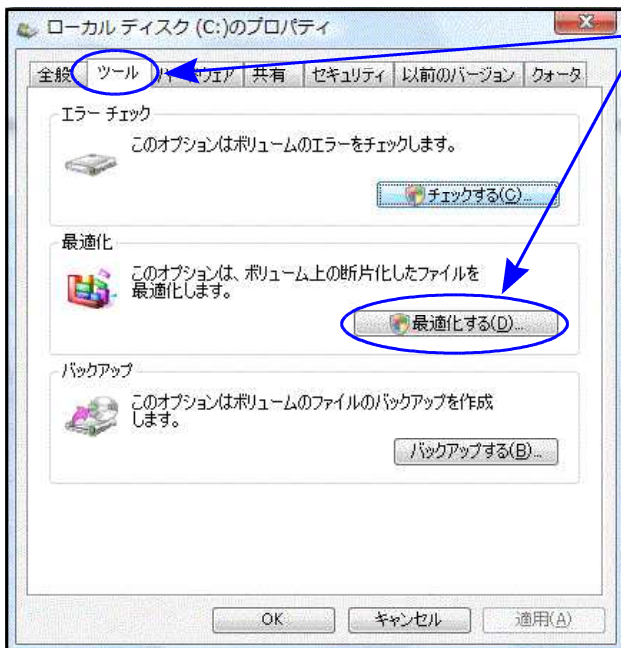 ローカル ディスク (C:)のプロパティ
全般 ツール ハードウェア 共有 セキュリティ 以前のバージョン クォータ
エラー チェック
このオプションはボリュームのエラーをチェックします。
チェックする(C)...
最適化
このオプションは、ボリューム上の断片化したファイルを
最適化します。
最適化する(D)...
バックアップ
このオプションはボリュームのファイルのバックアップを作成
します。
バックアップする(B)...
OK キャンセル 適用(A)